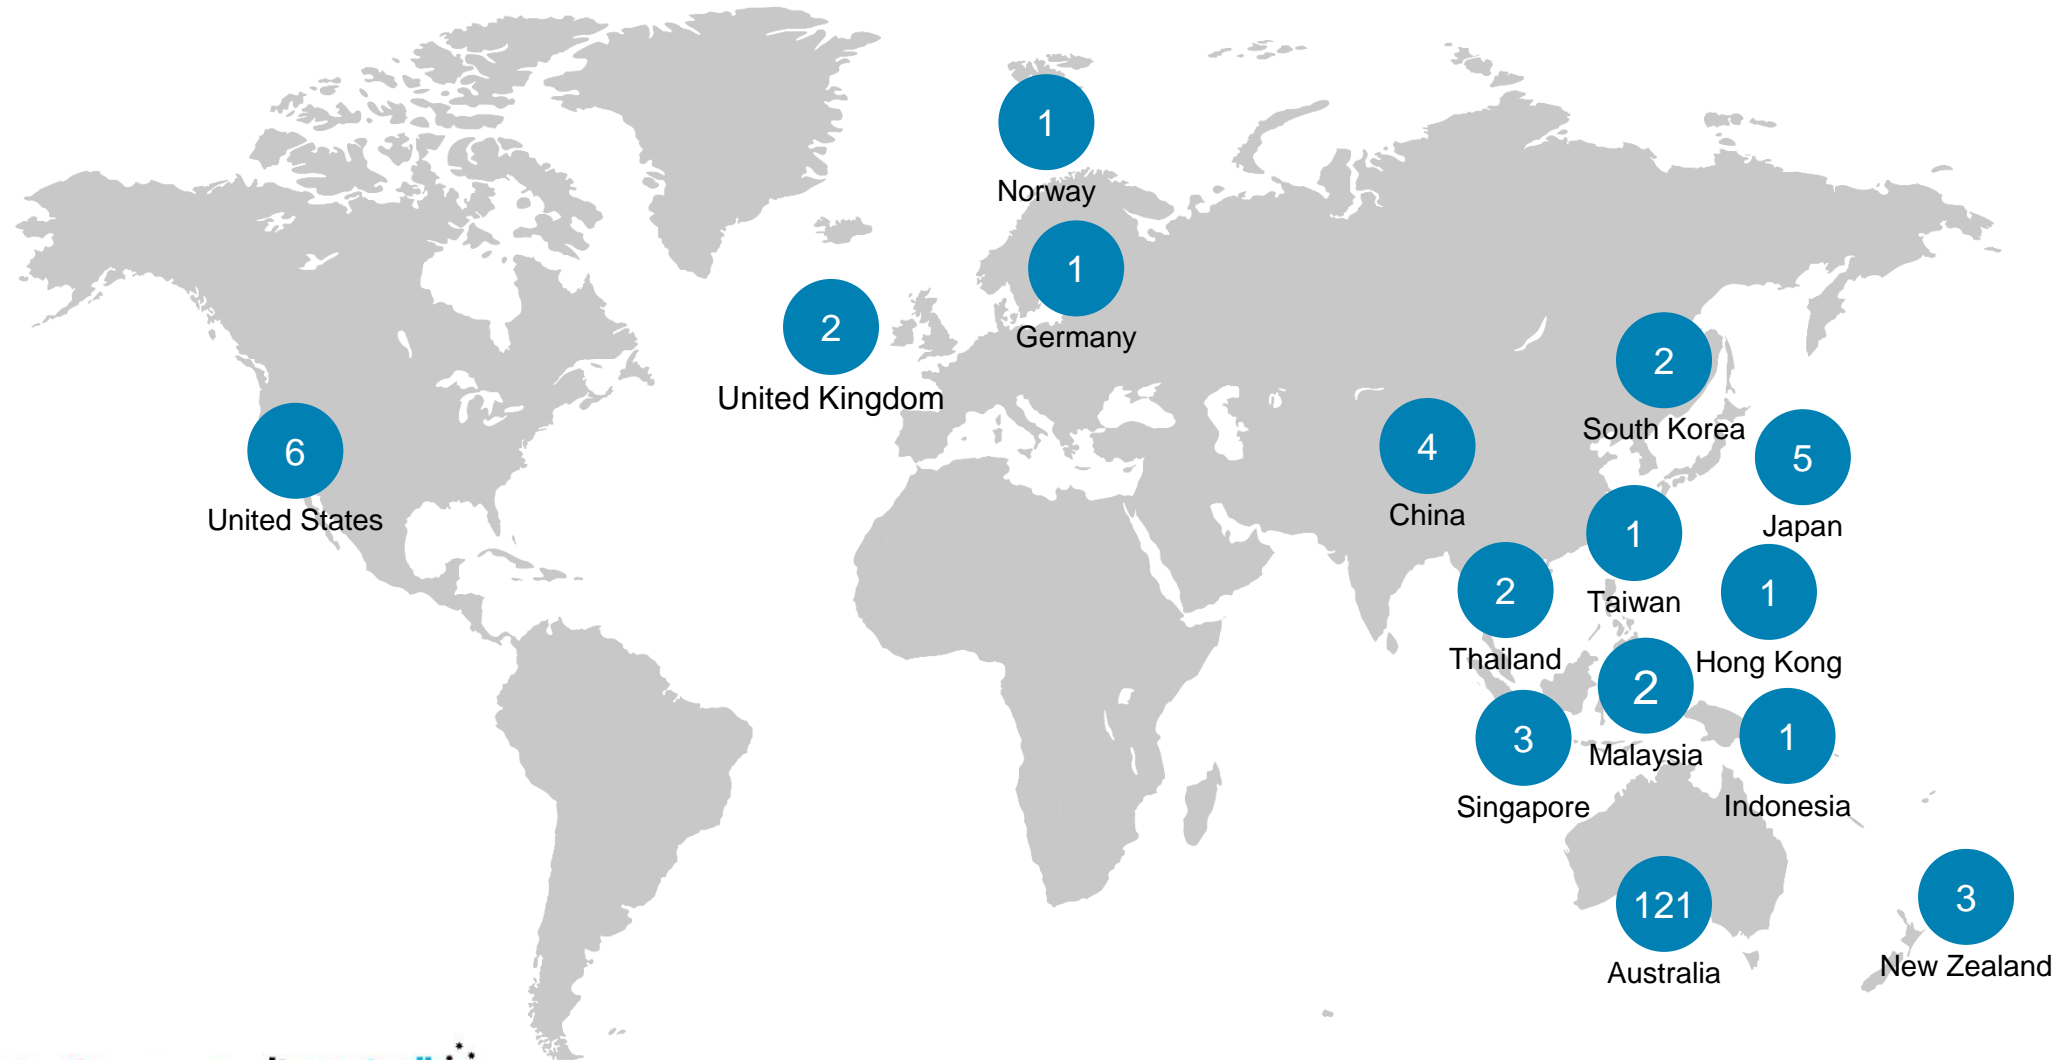 1
Norway
1
Germany
2
United Kingdom
2
South Korea
6
United States
4
China
5
Japan
1
Taiwan
2
Thailand
1
Hong Kong
2
Malaysia
3
Singapore
1
Indonesia
121
Australia
3
New Zealand